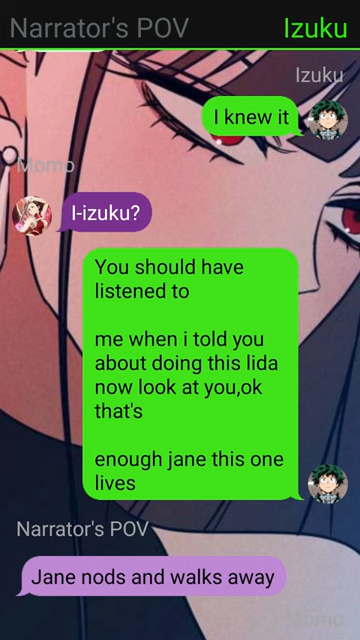 Narrator's POV Izuku
Izuku
I knew it
Momo
I-izuku?
You should have
listened to
me when i told you
about doing this lida
now look at you,ok
that's
enough jane this one
lives
Narrator's POV
Jane nods and walks away
Momo